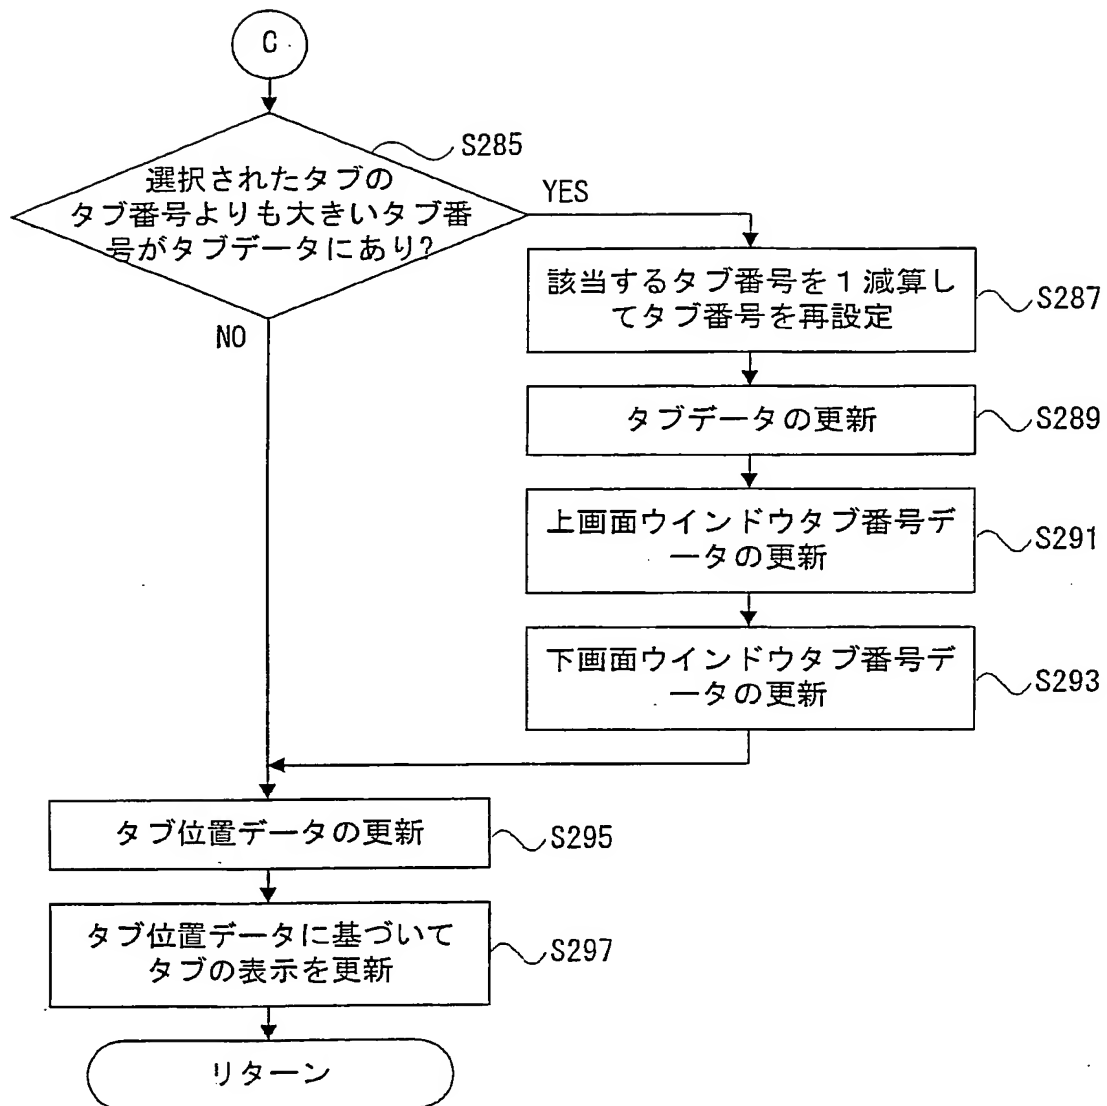 C
S285
選択されたタブの
タブ番号よりも大きいタブ番
号がタブデータにあり?
YES
NO
該当するタブ番号を1減算し
てタブ番号を再設定
S287
タブデータの更新
S289
上画面ウインドウタブ番号デ
ータの更新
S291
下画面ウインドウタブ番号デ
ータの更新
S293
タブ位置データの更新
S295
タブ位置データに基づいて
タブの表示を更新
S297
リターン